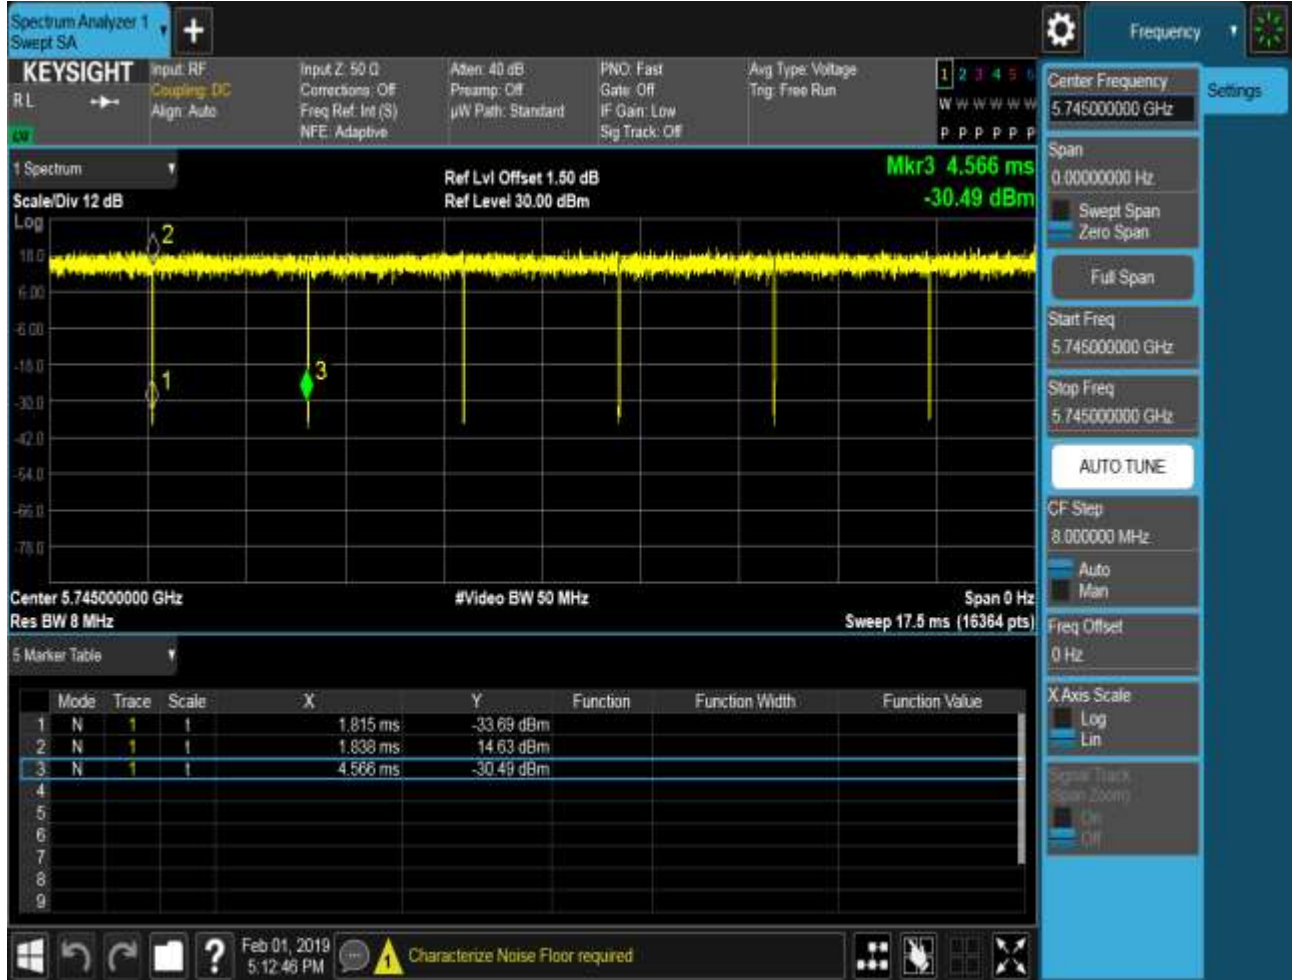 Spectrum Analyzer 1
Swept SA
Frequency
KEYSIGHT
Input: RF
Input Z: 50 Ω
Atten: 40 dB
PNO: Fast
Avg Type: Voltage
1 2 3 4 5 6
R L
Coupling: DC
Corrections: Off
Preamp: Off
Gate: Off
Trig: Free Run
W W W W W W
Align: Auto
Freq Ref: Int (S)
µW Path: Standard
IF Gain: Low
P P P P P P
NFE: Adaptive
Sig Track: Off
1 Spectrum
Ref Lvl Offset 1.50 dB
Mkr3 4.566 ms
Scale/Div 12 dB
Ref Level 30.00 dBm
-30.49 dBm
Log
18.0
6.00
-6.00
-18.0
-30.0
-42.0
-54.0
-66.0
-78.0
2
1
3
Center 5.745000000 GHz
#Video BW 50 MHz
Span 0 Hz
Res BW 8 MHz
Sweep 17.5 ms (16364 pts)
5 Marker Table
Mode Trace Scale X Y Function Function Width Function Value
1 N 1 t 1.815 ms -33.69 dBm
2 N 1 t 1.838 ms 14.63 dBm
3 N 1 t 4.566 ms -30.49 dBm
4
5
6
7
8
9
Feb 01, 2019
5:12:46 PM
?
1
Characterize Noise Floor required
Center Frequency
5.745000000 GHz
Settings
Span
0.00000000 Hz
Swept Span
Zero Span
Full Span
Start Freq
5.745000000 GHz
Stop Freq
5.745000000 GHz
AUTO TUNE
CF Step
8.000000 MHz
Auto
Man
Freq Offset
0 Hz
X Axis Scale
Log
Lin
Signal Track
(Span Zoom)
On
Off